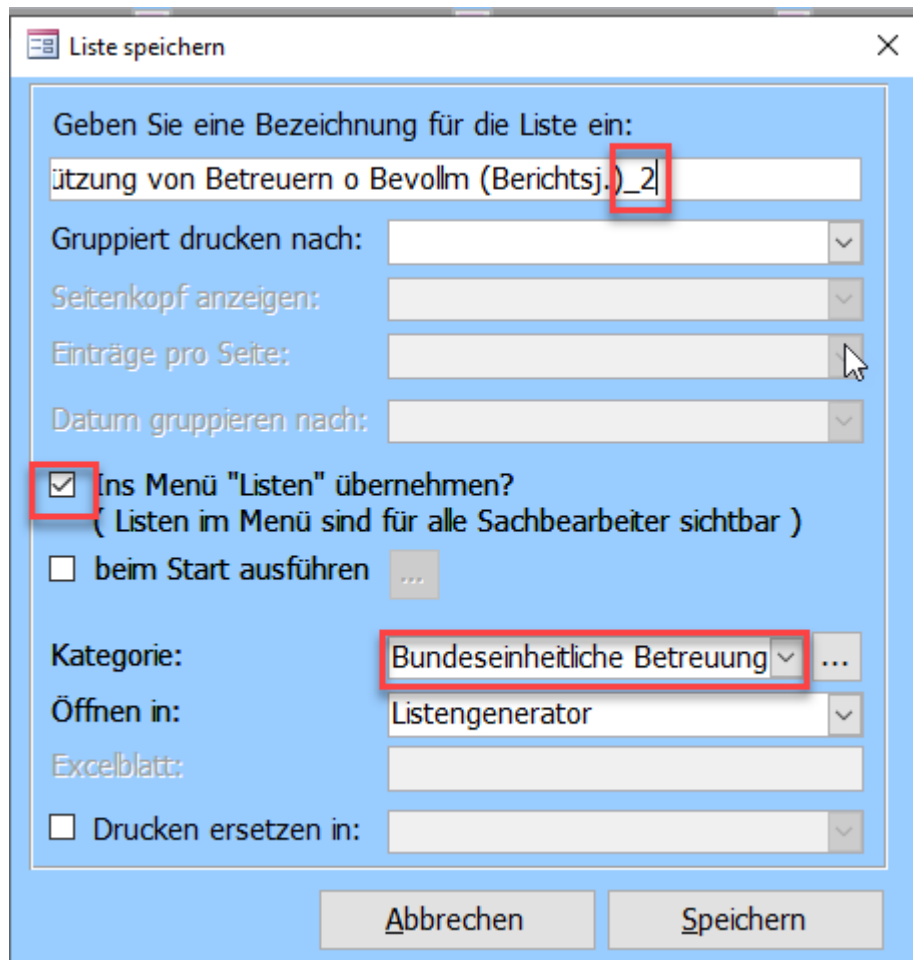 Liste speichern
Geben Sie eine Bezeichnung für die Liste ein:
ützung von Betreuern o Bevollm (Berichtsj.)_2
Gruppiert drucken nach:
Seitenkopf anzeigen:
Einträge pro Seite:
Datum gruppieren nach:
Ins Menü "Listen" übernehmen?
( Listen im Menü sind für alle Sachbearbeiter sichtbar )
beim Start ausführen ...
Kategorie: Bundeseinheitliche Betreuung ...
Öffnen in: Listengenerator
Excelblatt:
Drucken ersetzen in:
Abbrechen Speichern